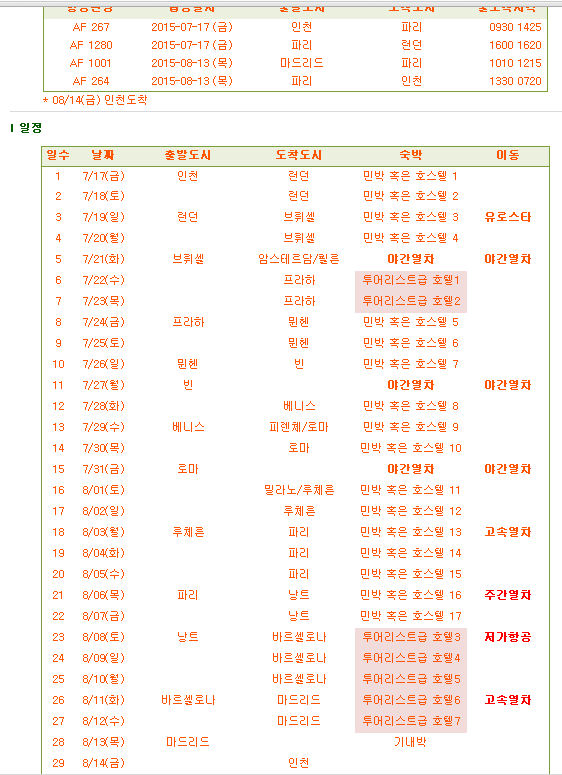 AF 267 2015-07-17 (금) 인천 파리 0930 1425
AF 1280 2015-07-17(금) 파리 런던 1600 1620
AF 1001 2015-08-13 (목) 마드리드 파리 1010 1215
AF 264 2015-08-13 (목) 파리 인천 1330 0720
* 08/14(금) 인천도착
일정
일수 날짜 출발도시 도착도시 숙박 이동
1 7/17(금) 인천 런던 민박 혹은 호스텔 1
2 7/18(토) 런던 민박 혹은 호스텔 2
3 7/19(일) 런던 브뤼셀 민박 혹은 호스텔 3 유로스타
4 7/20(월) 브뤼셀 민박 혹은 호스텔 4
5 7/21(화) 브뤼셀 암스테르담/쾰른 야간열차 야간열차
6 7/22(수) 프라하 투어리스트급 호텔1
7 7/23(목) 프라하 투어리스트급 호텔2
8 7/24(금) 프라하 뮌헨 민박 혹은 호스텔 5
9 7/25(토) 뮌헨 민박 혹은 호스텔 6
10 7/26(일) 뮌헨 빈 민박 혹은 호스텔 7
11 7/27(월) 빈 야간열차 야간열차
12 7/28(화) 베니스 민박 혹은 호스텔 8
13 7/29(수) 베니스 피렌체/로마 민박 혹은 호스텔 9
14 7/30(목) 로마 민박 혹은 호스텔 10
15 7/31(금) 로마 야간열차 야간열차
16 8/01(토) 밀라노/루체른 민박 혹은 호스텔 11
17 8/02(일) 루체른 민박 혹은 호스텔 12
18 8/03(월) 루체른 파리 민박 혹은 호스텔 13 고속열차
19 8/04(화) 파리 민박 혹은 호스텔 14
20 8/05(수) 파리 민박 혹은 호스텔 15
21 8/06(목) 파리 낭트 민박 혹은 호스텔 16 주간열차
22 8/07(금) 낭트 민박 혹은 호스텔 17
23 8/08(토) 낭트 바르셀로나 투어리스트급 호텔3 저가항공
24 8/09(일) 바르셀로나 투어리스트급 호텔4
25 8/10(월) 바르셀로나 투어리스트급 호텔5
26 8/11(화) 바르셀로나 마드리드 투어리스트급 호텔6 고속열차
27 8/12(수) 마드리드 투어리스트급 호텔7
28 8/13(목) 마드리드 기내박
29 8/14(금) 인천